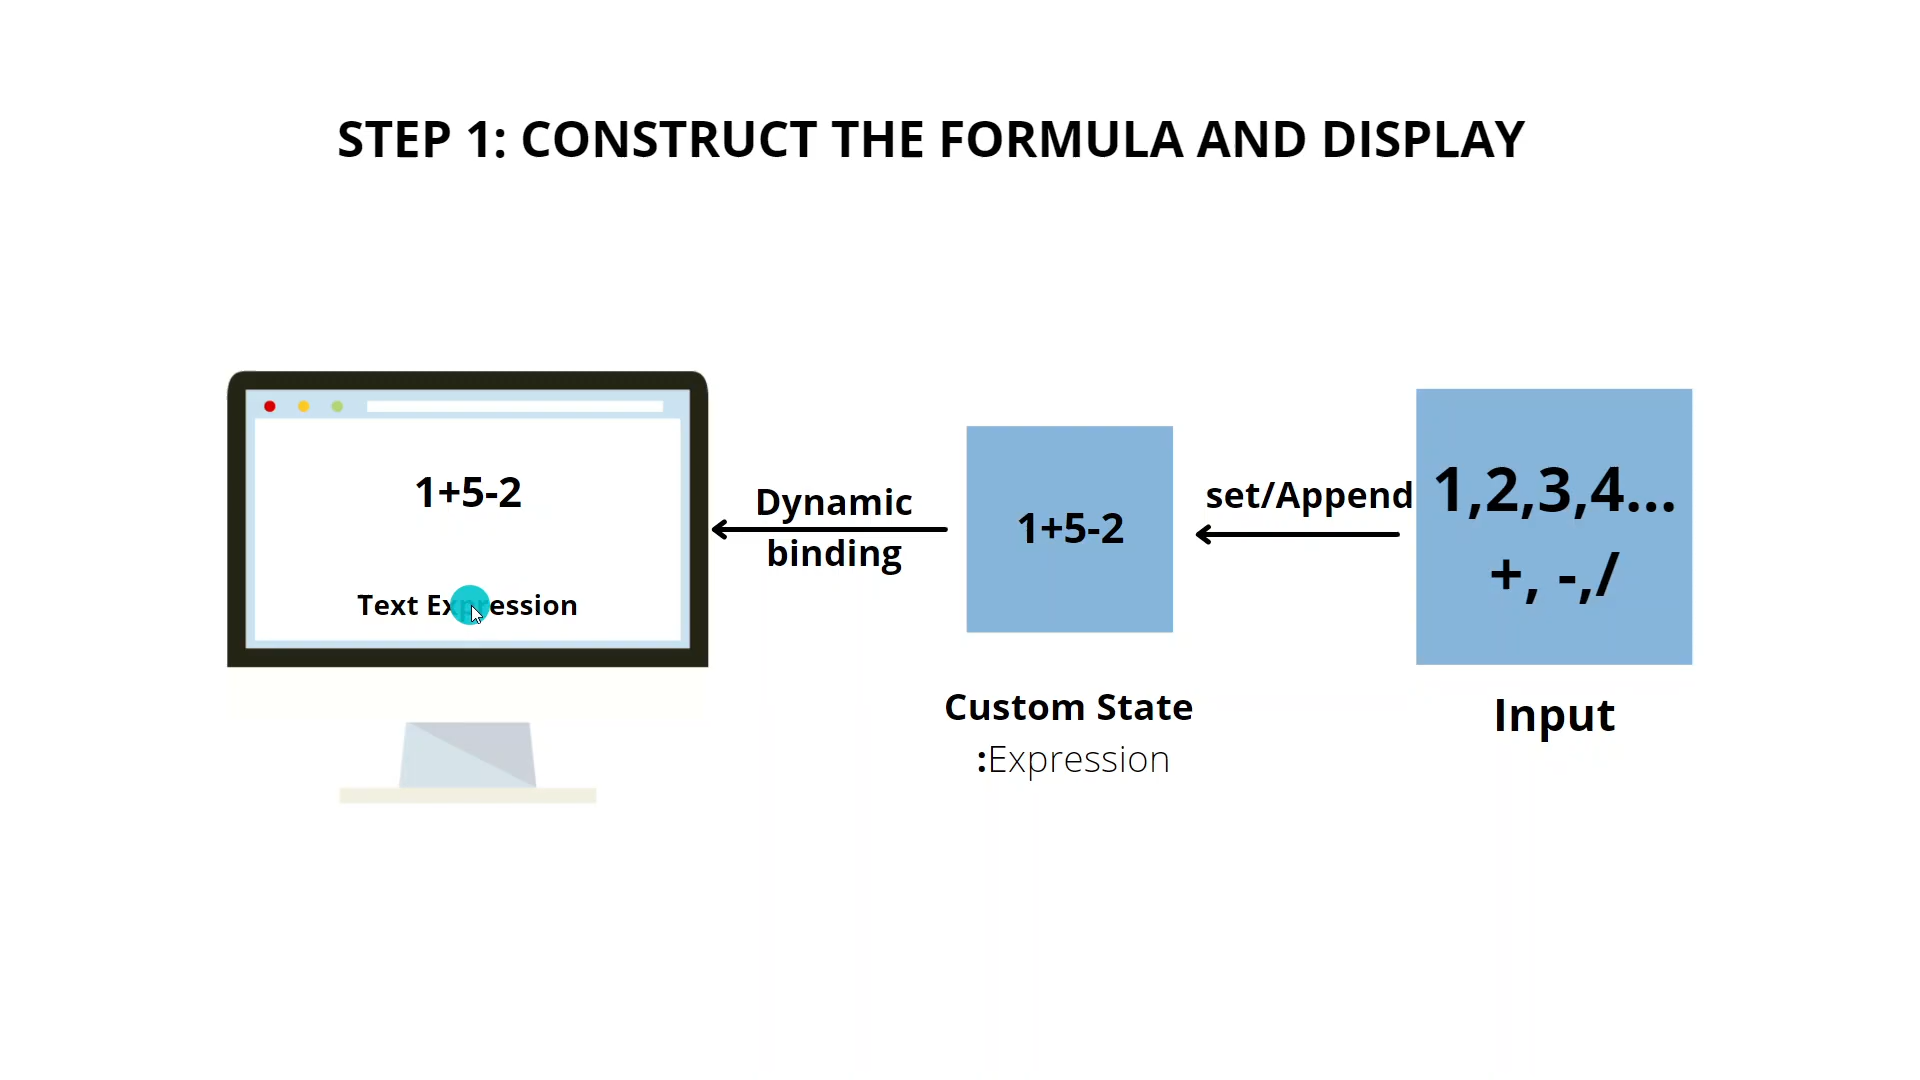 STEP 1: CONSTRUCT THE FORMULA AND DISPLAY
1+5-2
Text Expression
Dynamic
binding
1+5-2
Custom State
:Expression
set/Append
1,2,3,4...
+, -,/
Input